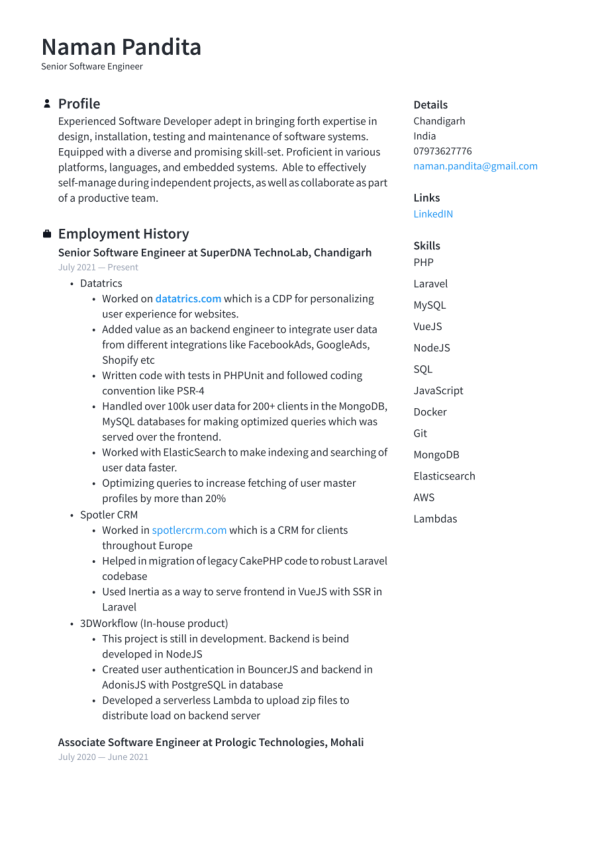 Naman Pandita
Senior Software Engineer
Profile
Experienced Software Developer adept in bringing forth expertise in
design, installation, testing and maintenance of software systems.
Equipped with a diverse and promising skill-set. Proficient in various
platforms, languages, and embedded systems.  Able to effectively
self-manage during independent projects, as well as collaborate as part
of a productive team.
Employment History
Senior Software Engineer at SuperDNA TechnoLab, Chandigarh
July 2021 — Present
• Datatrics
• Worked on datatrics.com which is a CDP for personalizing
user experience for websites.
• Added value as an backend engineer to integrate user data
from different integrations like FacebookAds, GoogleAds,
Shopify etc
• Written code with tests in PHPUnit and followed coding
convention like PSR-4
• Handled over 100k user data for 200+ clients in the MongoDB,
MySQL databases for making optimized queries which was
served over the frontend.
• Worked with ElasticSearch to make indexing and searching of
user data faster.
• Optimizing queries to increase fetching of user master
profiles by more than 20%
• Spotler CRM
• Worked in spotlercrm.com which is a CRM for clients
throughout Europe
• Helped in migration of legacy CakePHP code to robust Laravel
codebase
• Used Inertia as a way to serve frontend in VueJS with SSR in
Laravel
• 3DWorkflow (In-house product)
• This project is still in development. Backend is beind
developed in NodeJS
• Created user authentication in BouncerJS and backend in
AdonisJS with PostgreSQL in database
• Developed a serverless Lambda to upload zip files to
distribute load on backend server
Associate Software Engineer at Prologic Technologies, Mohali
July 2020 — June 2021
Details
Chandigarh
India
07973627776
naman.pandita@gmail.com
Links
LinkedIN
Skills
PHP
Laravel
MySQL
VueJS
NodeJS
SQL
JavaScript
Docker
Git
MongoDB
Elasticsearch
AWS
Lambdas